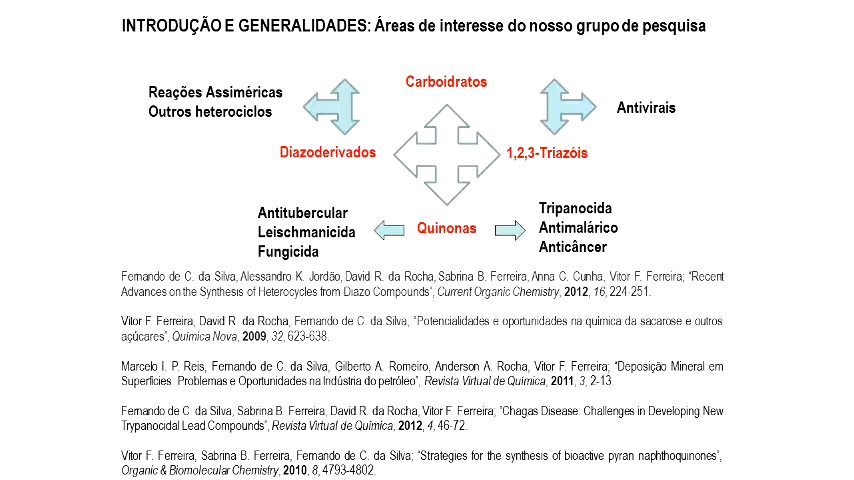 INTRODUÇÃO E GENERALIDADES: Áreas de interesse do nosso grupo de pesquisa
Carboidratos
Reações Assiméricas
Outros heterociclos
Antivirais
Diazoderivados
1,2,3-Triazóis
Antitubercular
Leischmanicida
Fungicida
Quinonas
Tripanocida
Antimalárico
Anticâncer
Fernando de C. da Silva, Alessandro K. Jordão, David R. da Rocha, Sabrina B. Ferreira, Anna C. Cunha, Vitor F. Ferreira; "Recent
Advances on the Synthesis of Heterocycles from Diazo Compounds", Current Organic Chemistry, 2012, 16, 224-251.
Vitor F. Ferreira, David R. da Rocha, Fernando de C. da Silva, "Potencialidades e oportunidades na química da sacarose e outros
açúcares", Química Nova, 2009, 32, 623-638.
Marcelo I. P. Reis, Fernando de C. da Silva, Gilberto A. Romeiro, Anderson A. Rocha, Vitor F. Ferreira; "Deposição Mineral em
Superfícies: Problemas e Oportunidades na Indústria do petróleo", Revista Virtual de Química, 2011, 3, 2-13.
Fernando de C. da Silva, Sabrina B. Ferreira, David R. da Rocha, Vitor F. Ferreira; "Chagas Disease: Challenges in Developing New
Trypanocidal Lead Compounds", Revista Virtual de Química, 2012, 4, 46-72.
Vitor F. Ferreira, Sabrina B. Ferreira, Fernando de C. da Silva; "Strategies for the synthesis of bioactive pyran naphthoquinones",
Organic & Biomolecular Chemistry, 2010, 8, 4793-4802.